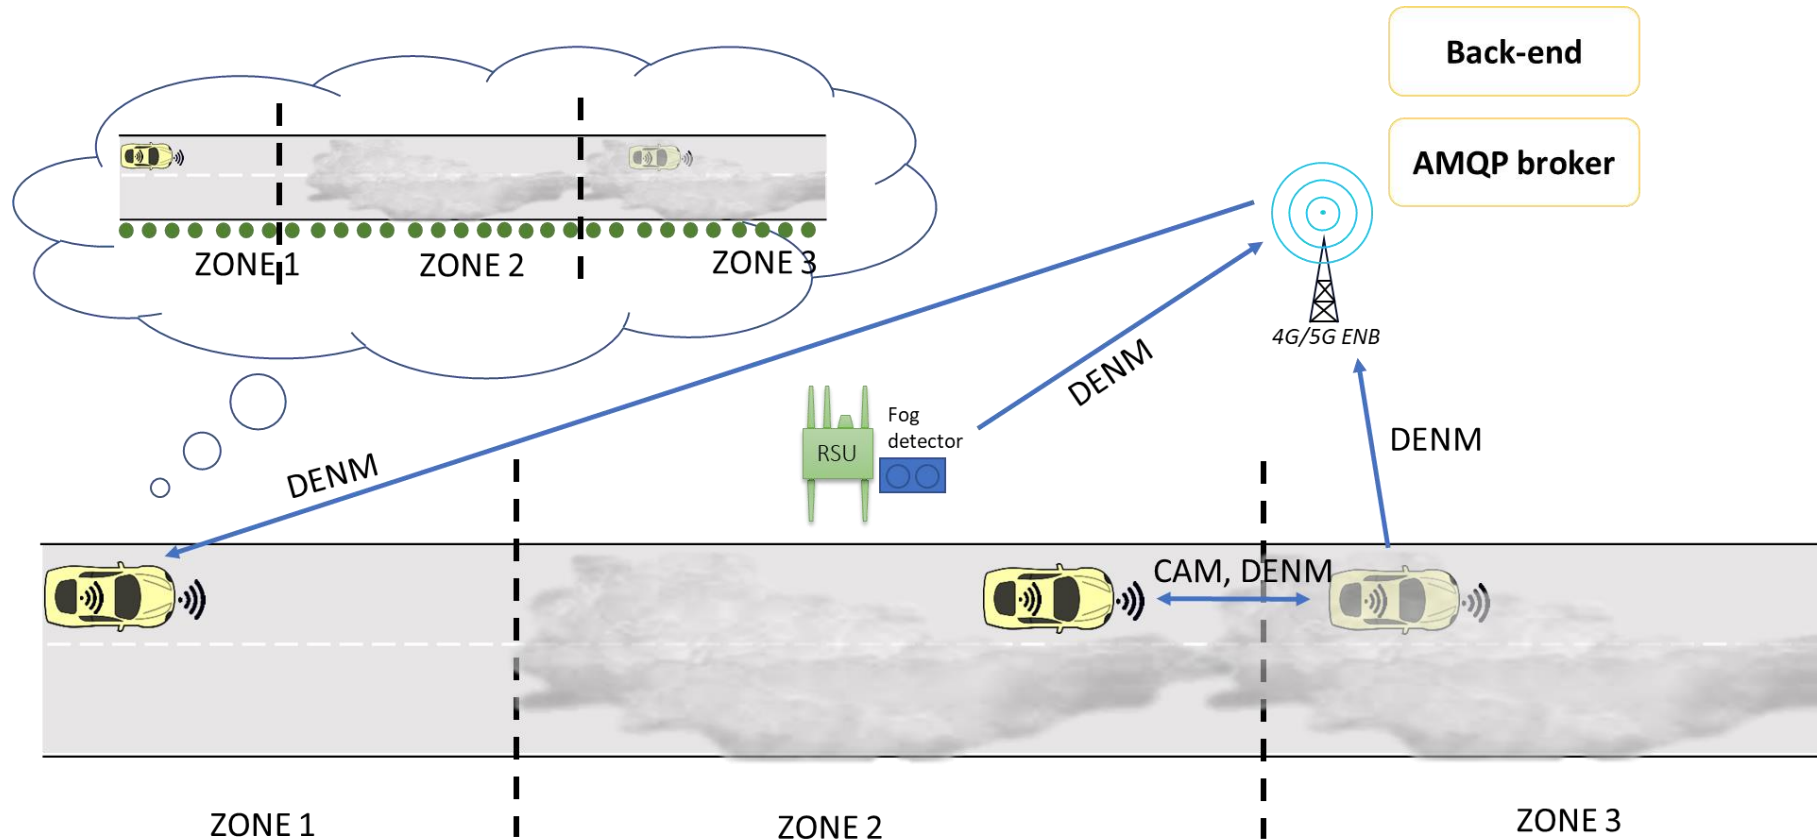 Back-end
AMQP broker
ZONE 1
ZONE 2
ZONE 3
4G/5G ENB
DENM
Fog
detector
RSU
DENM
DENM
CAM, DENM
ZONE 1
ZONE 2
ZONE 3